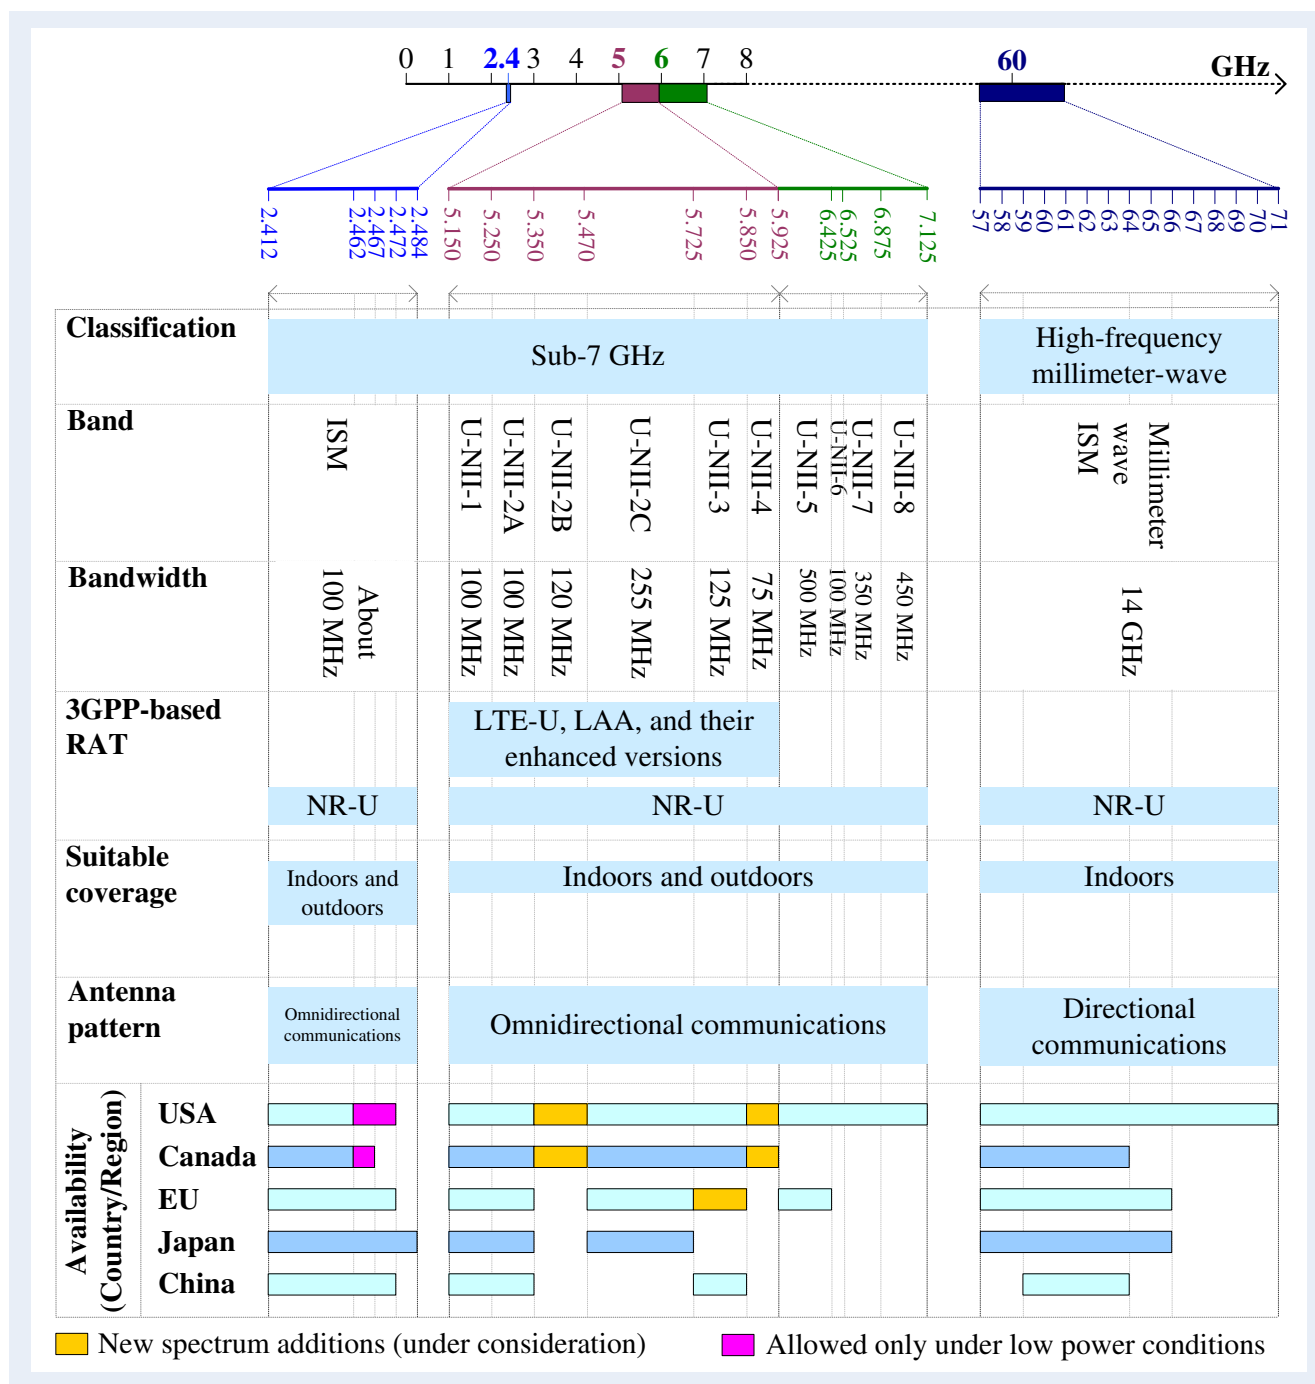 0 1 2.4 3 4 5 6 7 8 60 GHz
2.412 2.462 2.467 2.472 2.484 5.150 5.250 5.350 5.470 5.725 5.850 5.925 6.425 6.525 6.875 7.125 57 58 59 60 61 62 63 64 65 66 67 68 69 70 71
Classification
Sub-7 GHz
High-frequency
millimeter-wave
Band
ISM
U-NII-1
U-NII-2A
U-NII-2B
U-NII-2C
U-NII-3
U-NII-4
U-NII-5
U-NII-6
U-NII-7
U-NII-8
Millimeter
wave
ISM
Bandwidth
About
100 MHz
100 MHz
100 MHz
120 MHz
255 MHz
125 MHz
75 MHz
500 MHz
100 MHz
350 MHz
450 MHz
14 GHz
3GPP-based
RAT
LTE-U, LAA, and their
enhanced versions
NR-U
NR-U
NR-U
Suitable
coverage
Indoors and
outdoors
Indoors and outdoors
Indoors
Antenna
pattern
Omnidirectional
communications
Omnidirectional communications
Directional
communications
Availability
(Country/Region)
USA
Canada
EU
Japan
China
New spectrum additions (under consideration)
Allowed only under low power conditions